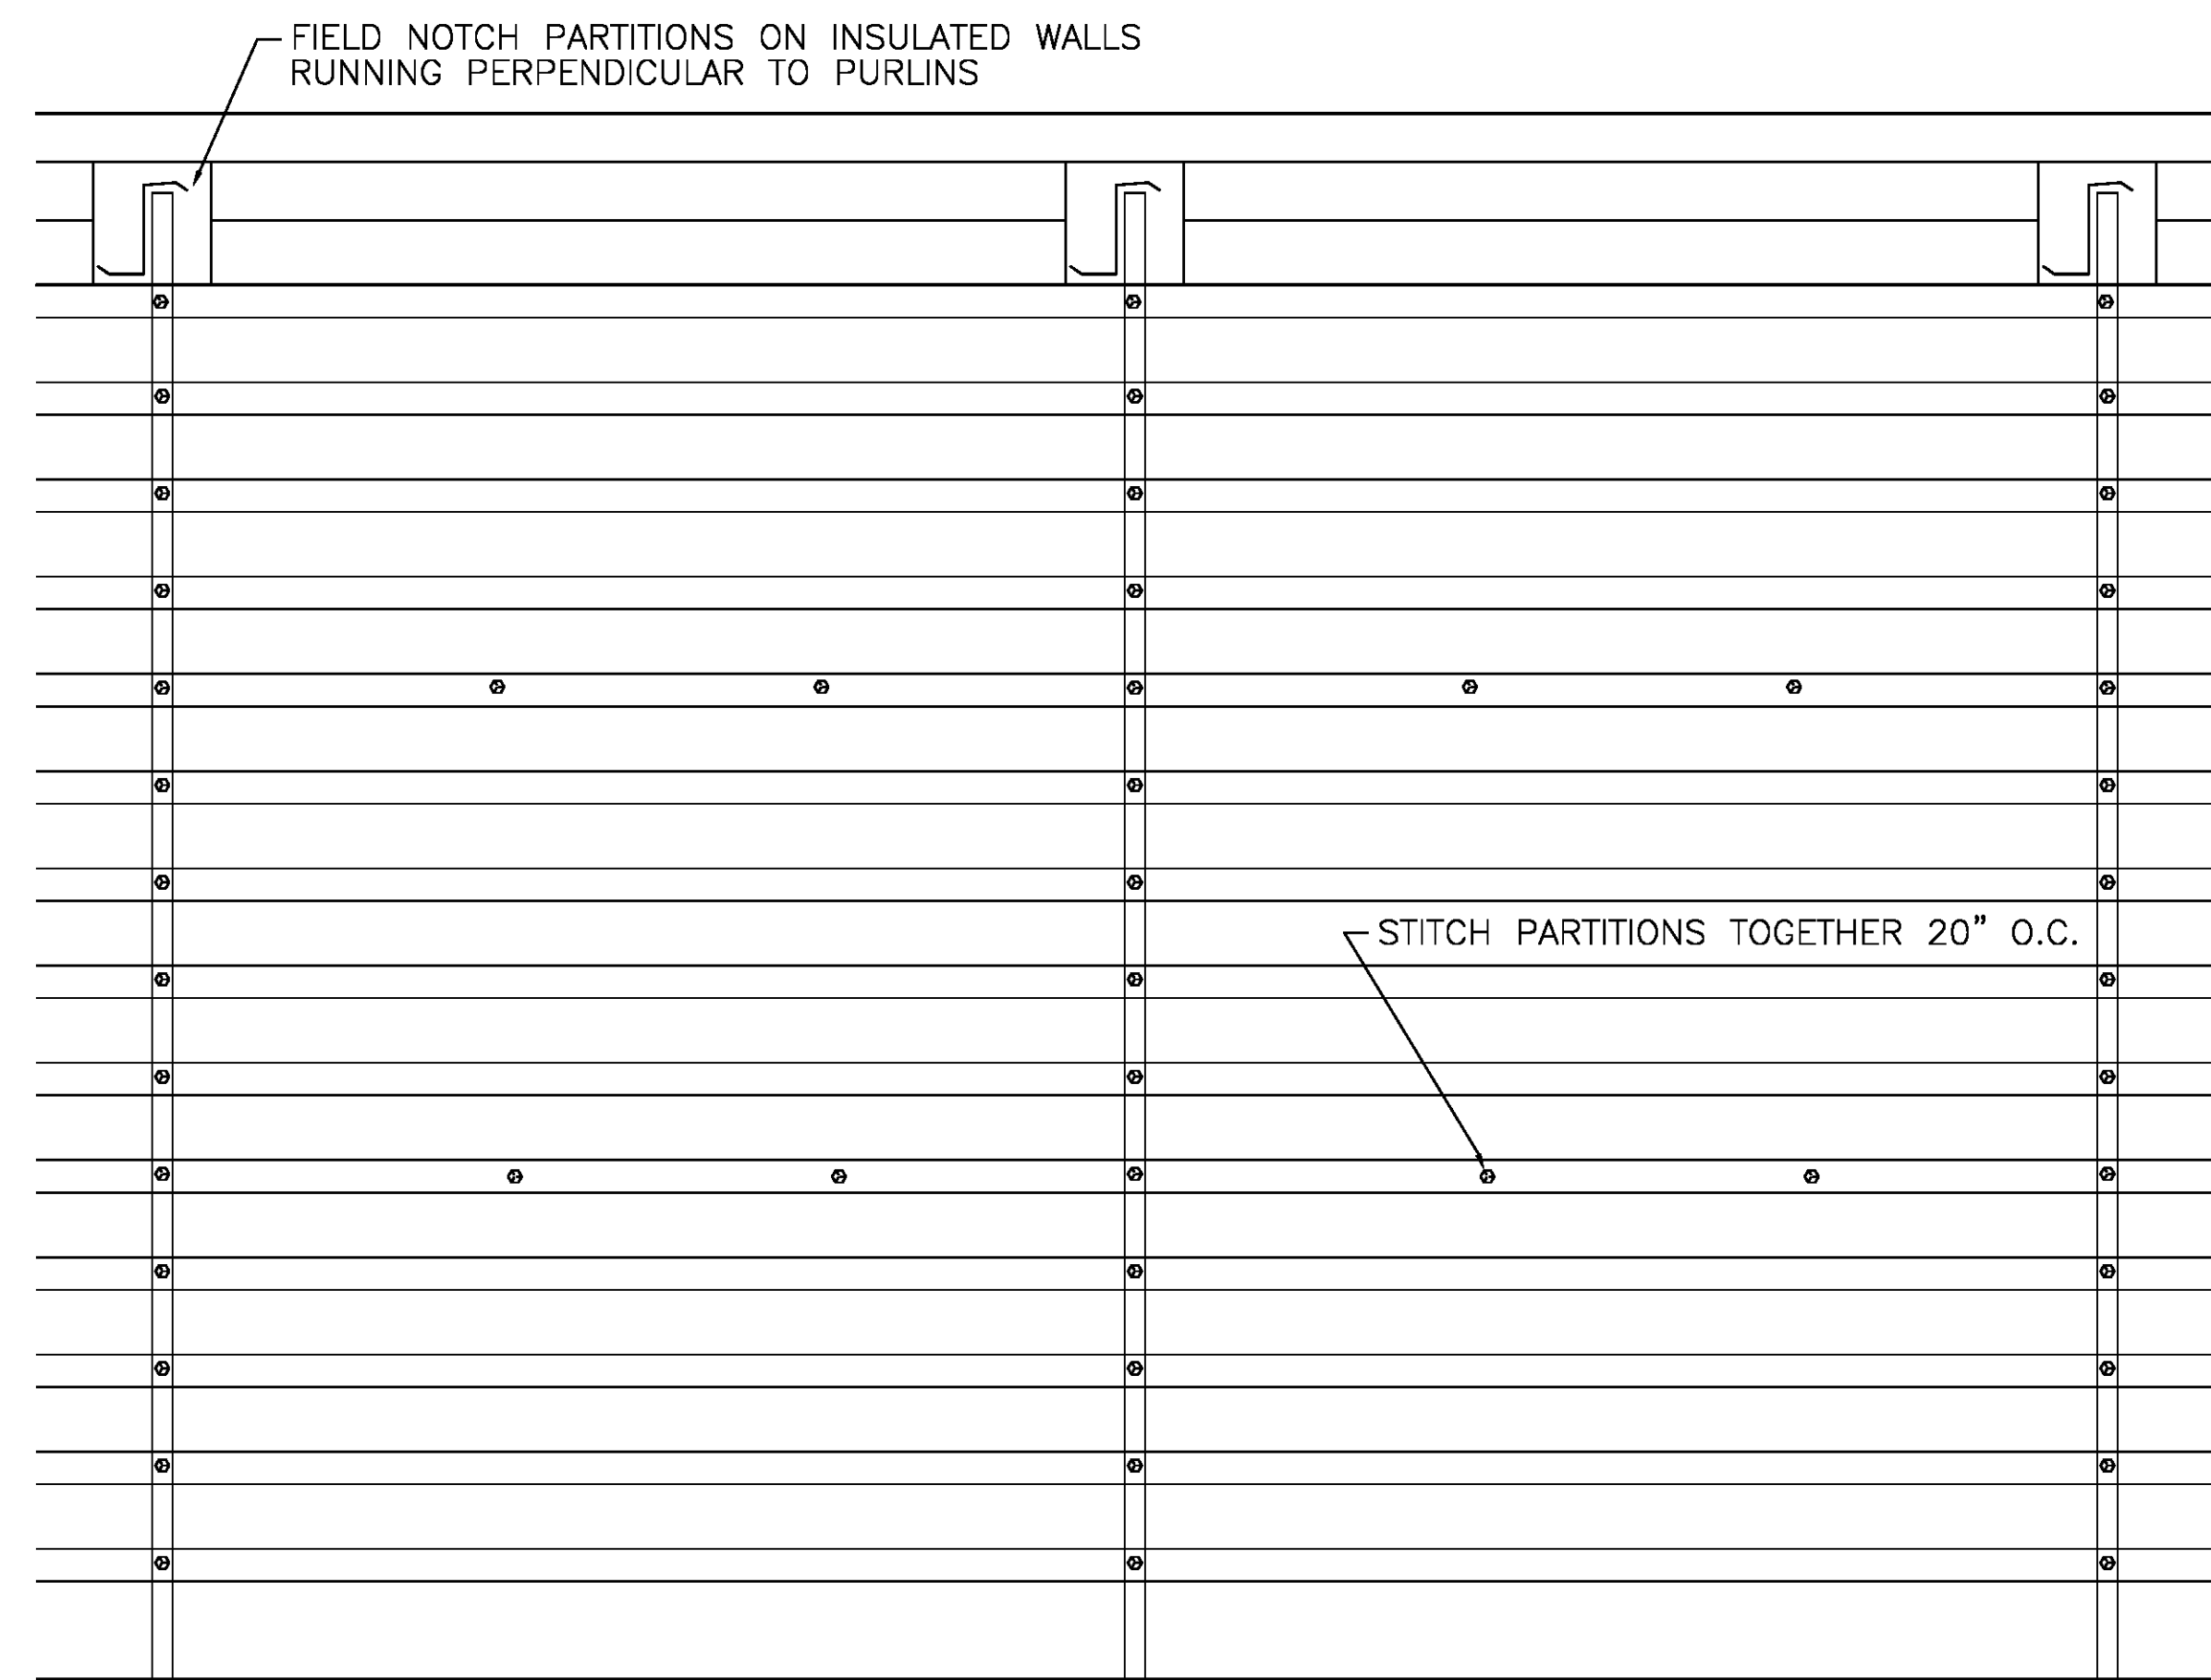 FIELD NOTCH PARTITIONS ON INSULATED WALLS
RUNNING PERPENDICULAR TO PURLINS
STITCH PARTITIONS TOGETHER 20" O.C.